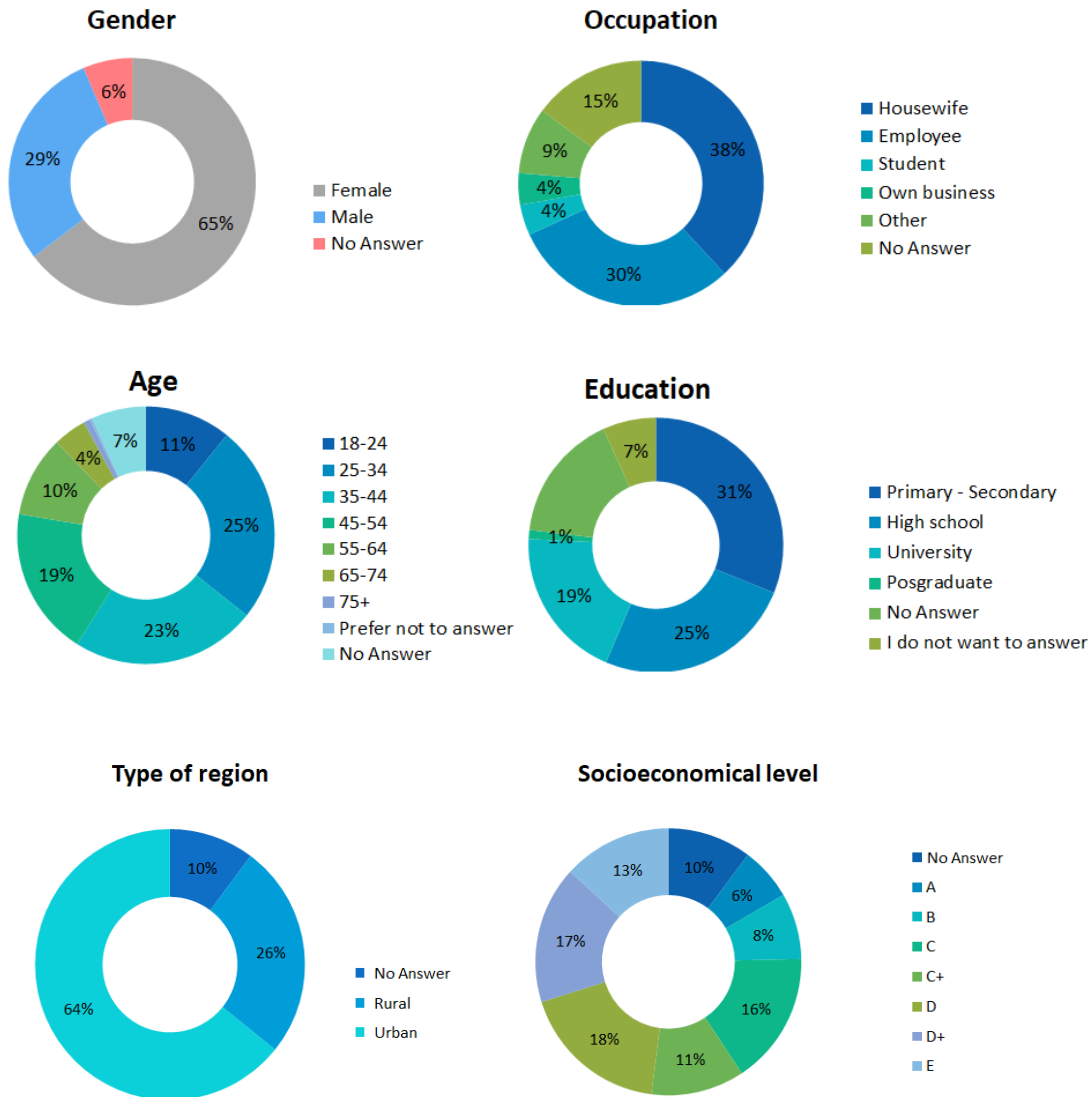 Gender
6%
29%
65%
Female
Male
No Answer
Occupation
15%
38%
9%
4%
4%
30%
Housewife
Employee
Student
Own business
Other
No Answer
Age
7%
11%
4%
10%
25%
19%
23%
18-24
25-34
35-44
45-54
55-64
65-74
75+
Prefer not to answer
No Answer
Education
7%
31%
1%
19%
25%
Primary - Secondary
High school
University
Posgraduate
No Answer
I do not want to answer
Type of region
10%
26%
64%
No Answer
Rural
Urban
Socioeconomical level
13%
10%
6%
8%
17%
16%
18%
11%
No Answer
A
B
C
C+
D
D+
E